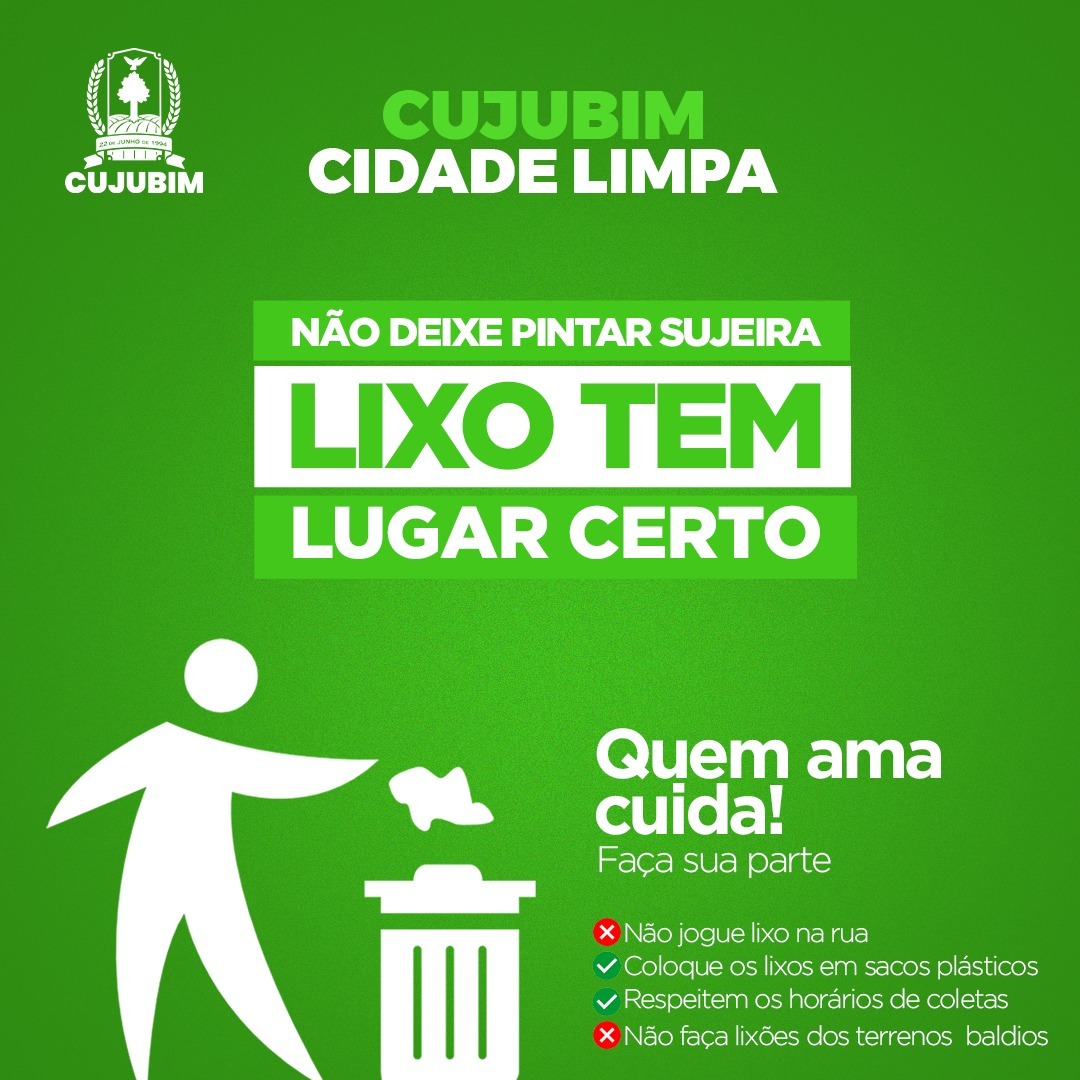 22 DE JUNHO DE 1994
CUJUBIM
CUJUBIM
CIDADE LIMPA
NÃO DEIXE PINTAR SUJEIRA
LIXO TEM
LUGAR CERTO
Quem ama
cuida!
Faça sua parte
Não jogue lixo na rua
Coloque os lixos em sacos plásticos
Respeitem os horários de coletas
Não faça lixões dos terrenos baldios